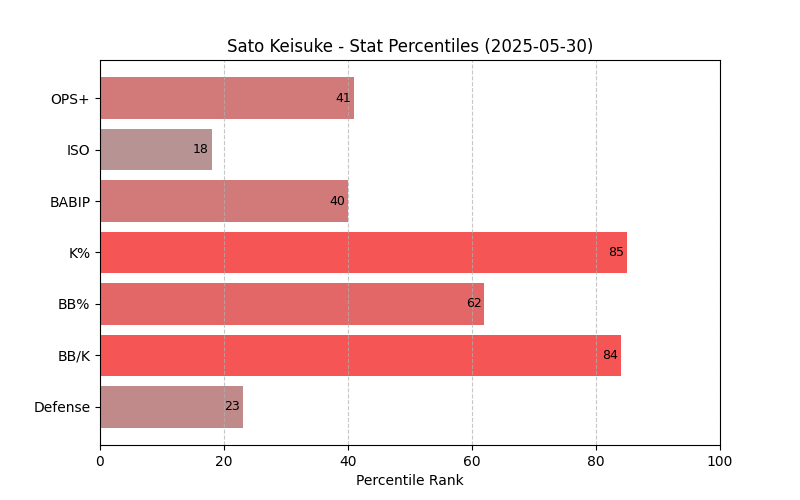 Sato Keisuke - Stat Percentiles (2025-05-30)
OPS+ 41
ISO 18
BABIP 40
K% 85
BB% 62
BB/K 84
Defense 23
0 20 40 60 80 100
Percentile Rank